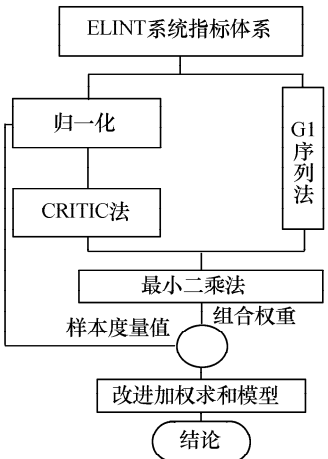 ELINT系统指标体系
归一化
G1
序
列
法
CRITIC法
最小二乘法
样本度量值
组合权重
改进加权求和模型
结论